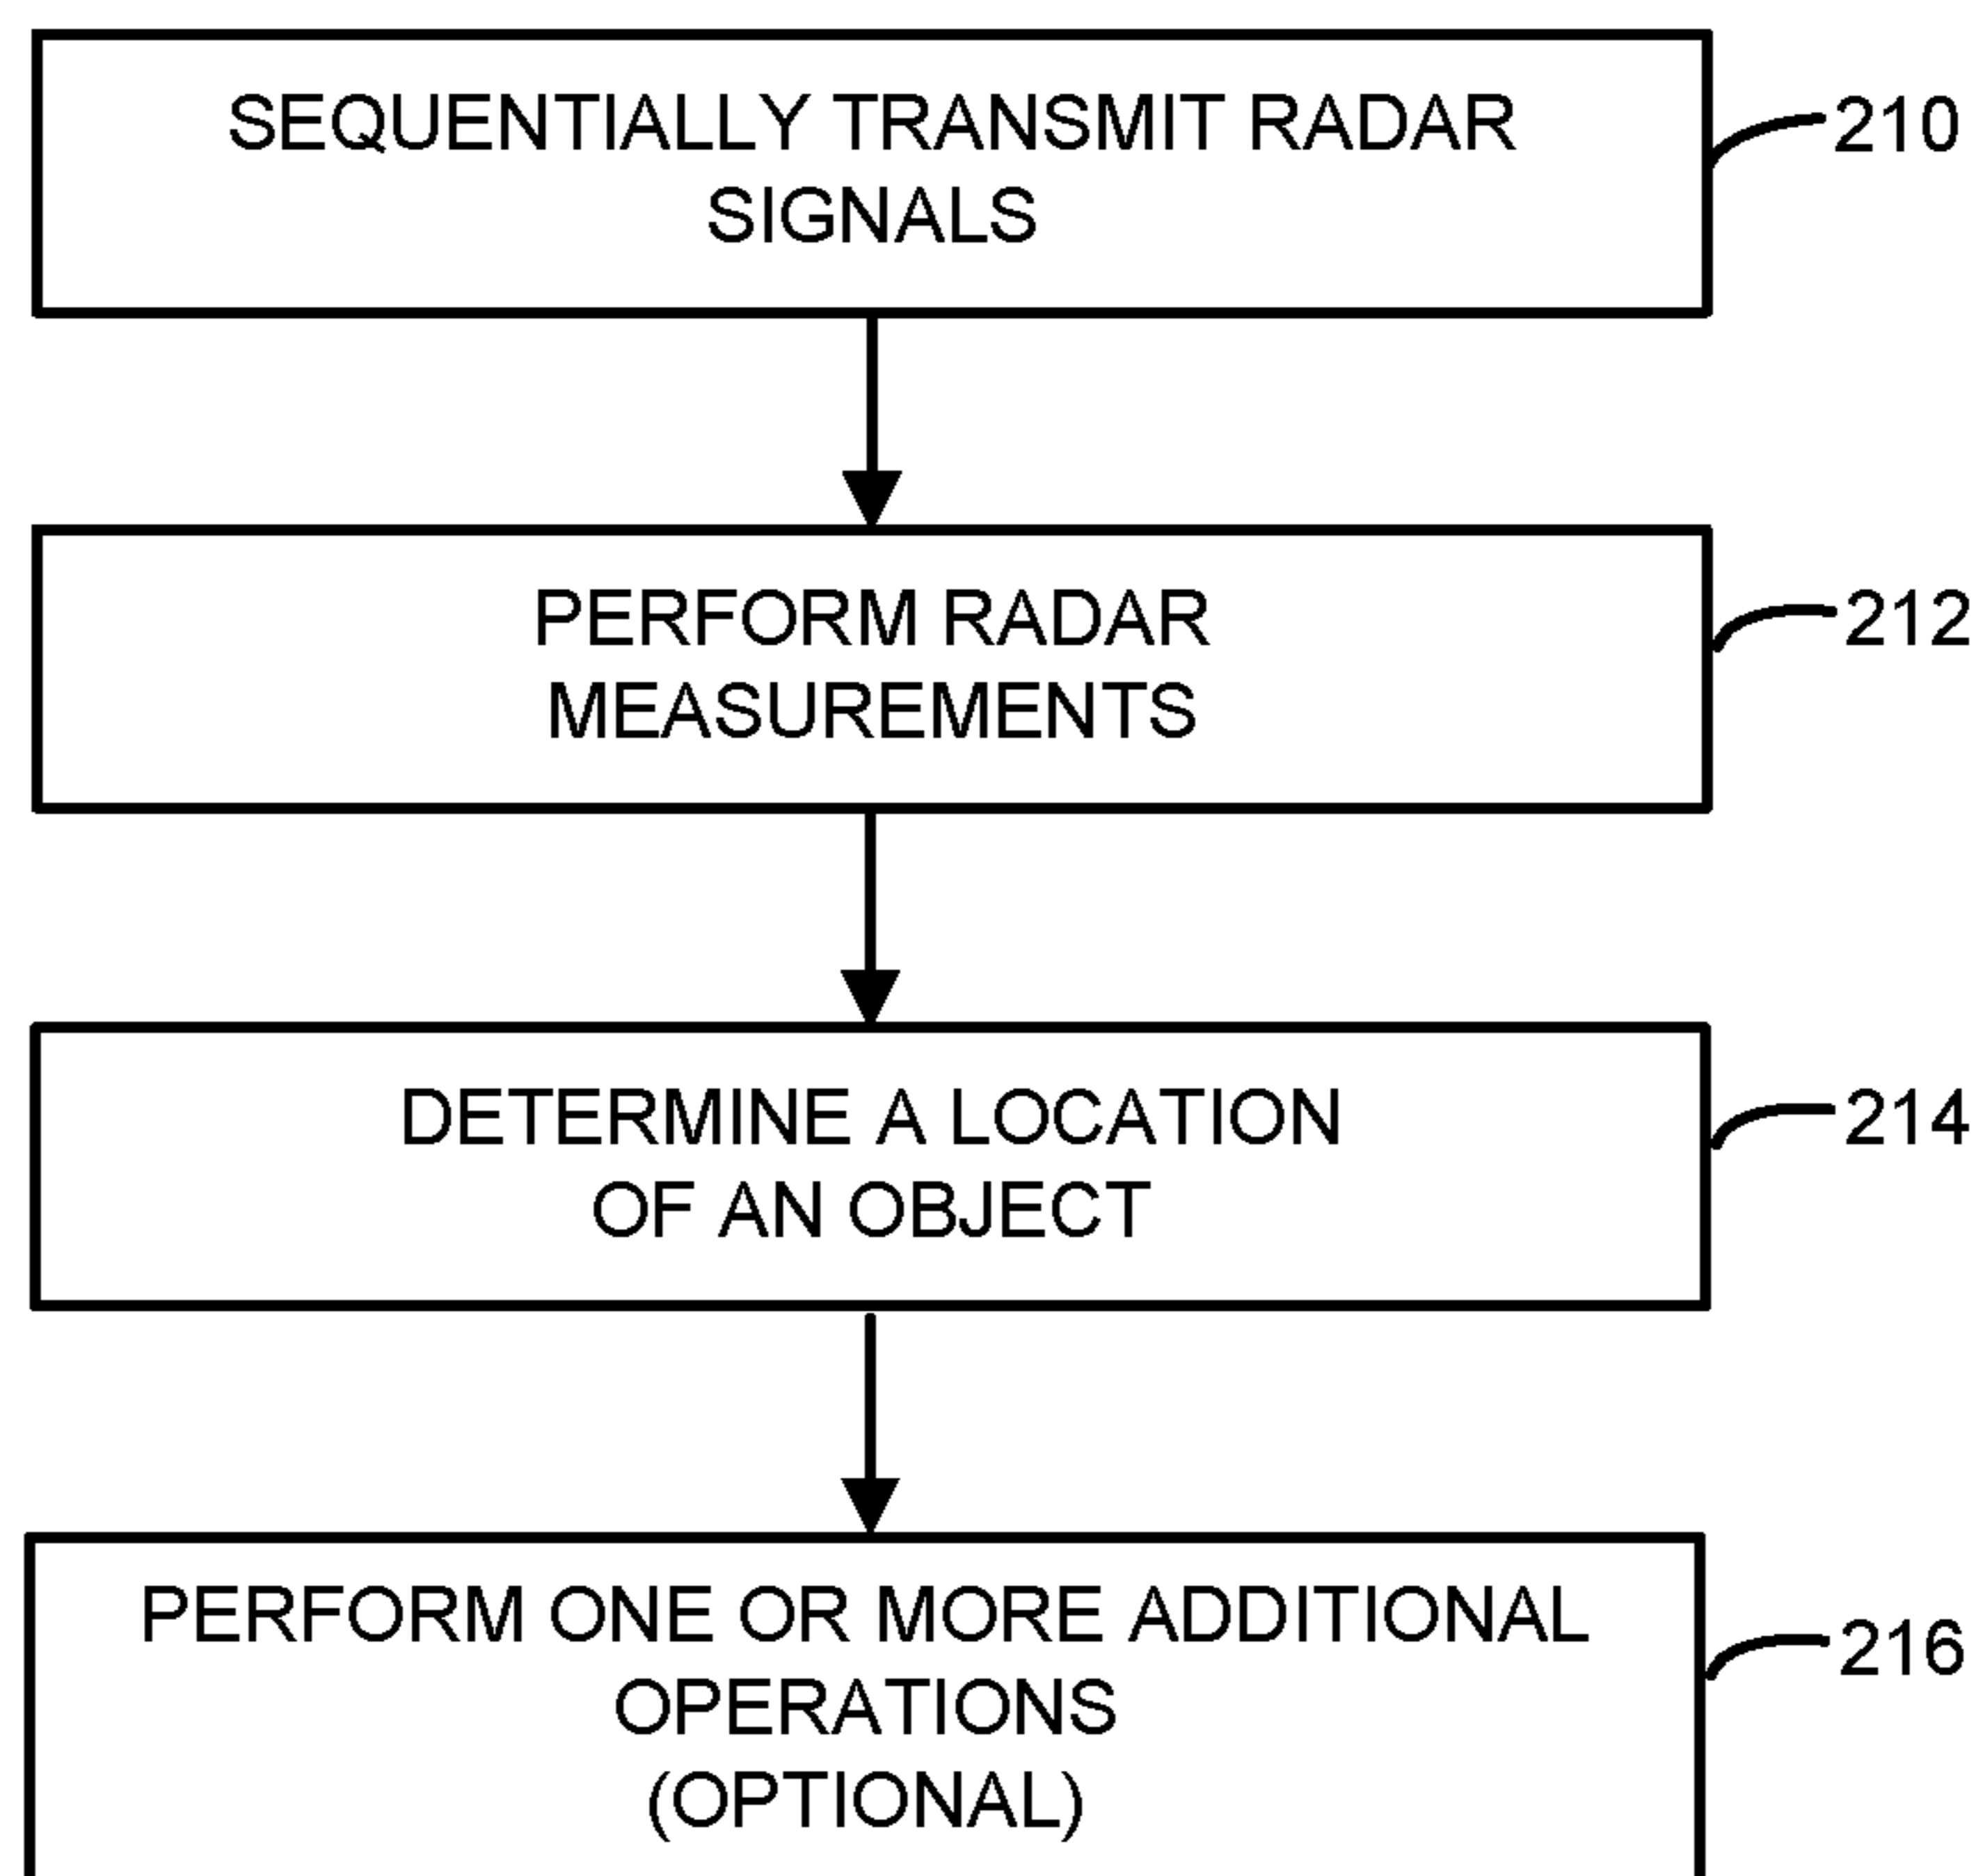 SEQUENTIALLY TRANSMIT RADAR
SIGNALS
210
PERFORM RADAR
MEASUREMENTS
212
DETERMINE A LOCATION
OF AN OBJECT
214
PERFORM ONE OR MORE ADDITIONAL
OPERATIONS
(OPTIONAL)
216